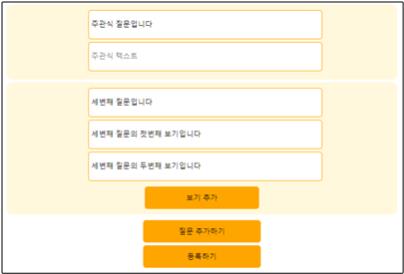 주관식 질문입니다
주관식 텍스트
세번째 질문입니다
세번째 질문의 첫번째 보기입니다
세번째 질문의 두번째 보기입니다
보기 추가
질문 추가하기
등록하기